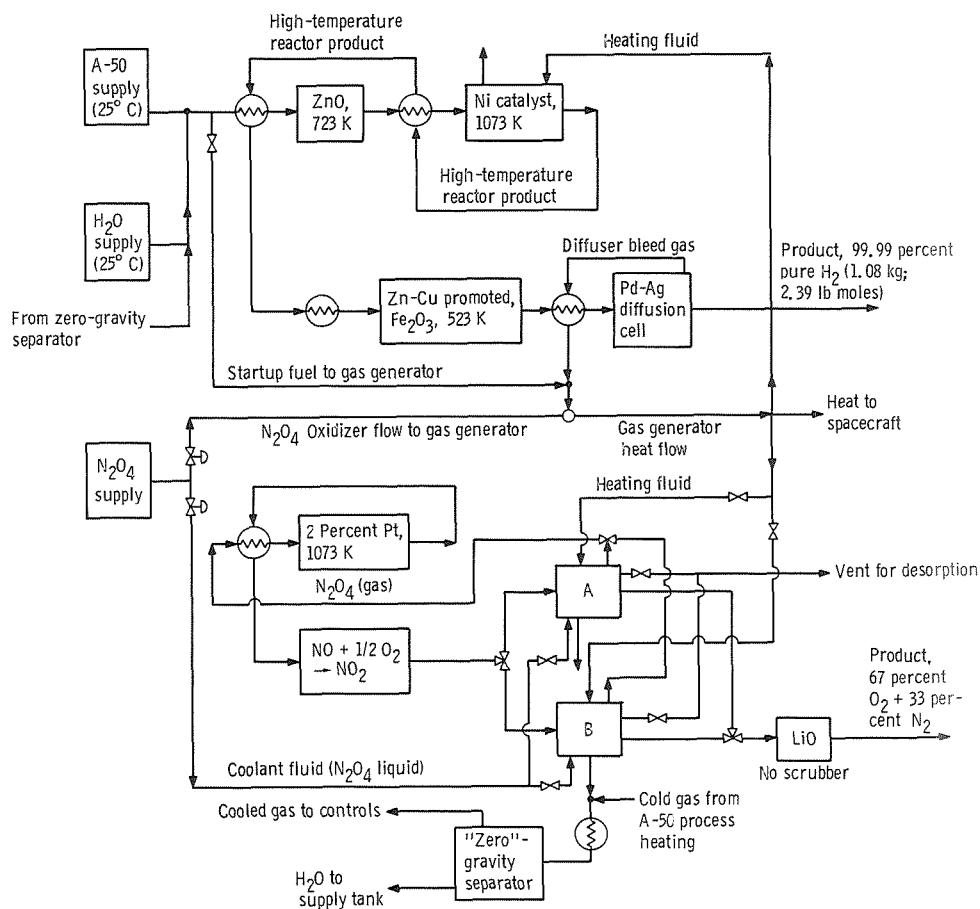 High-temperature
reactor product
Heating fluid
A-50
supply
(25° C)
ZnO,
723 K
Ni catalyst,
1073 K
High-temperature
reactor product
H2O
supply
(25° C)
Diffuser bleed gas
Product, 99.99 percent
pure H2 (1.08 kg;
2.39 lb moles)
From zero-gravity
separator
Zn-Cu promoted,
Fe2O3, 523 K
Pd-Ag
diffusion
cell
Startup fuel to gas generator
N2O4 Oxidizer flow to gas generator
Gas generator
heat flow
Heat to
spacecraft
N2O4
supply
Heating fluid
2 Percent Pt,
1073 K
N2O4 (gas)
A
Vent for desorption
NO + 1/2 O2
→ NO2
Product,
67 percent
O2 + 33 per-
cent N2
B
LiO
No scrubber
Coolant fluid (N2O4 liquid)
Cooled gas to controls
Cold gas from
A-50 process
heating
"Zero"-
gravity
separator
H2O to
supply tank